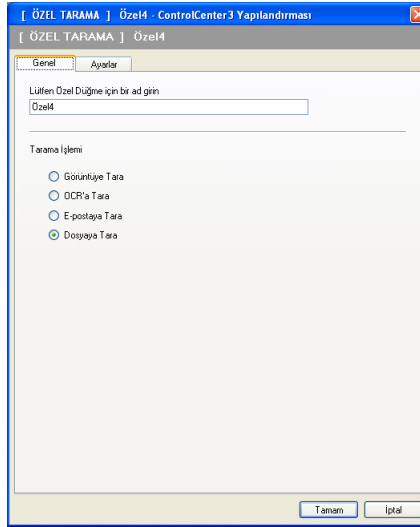 [ ÖZEL TARAMA ] Özel4 - ControlCenter3 Yapılandırması
[ ÖZEL TARAMA ] Özel4
Genel Ayarlar
Lütfen Özel Düğme için bir ad girin
Özel4
Tarama İşlemi
Görüntüye Tara
OCR'a Tara
E-postaya Tara
Dosyaya Tara
Tamam İptal